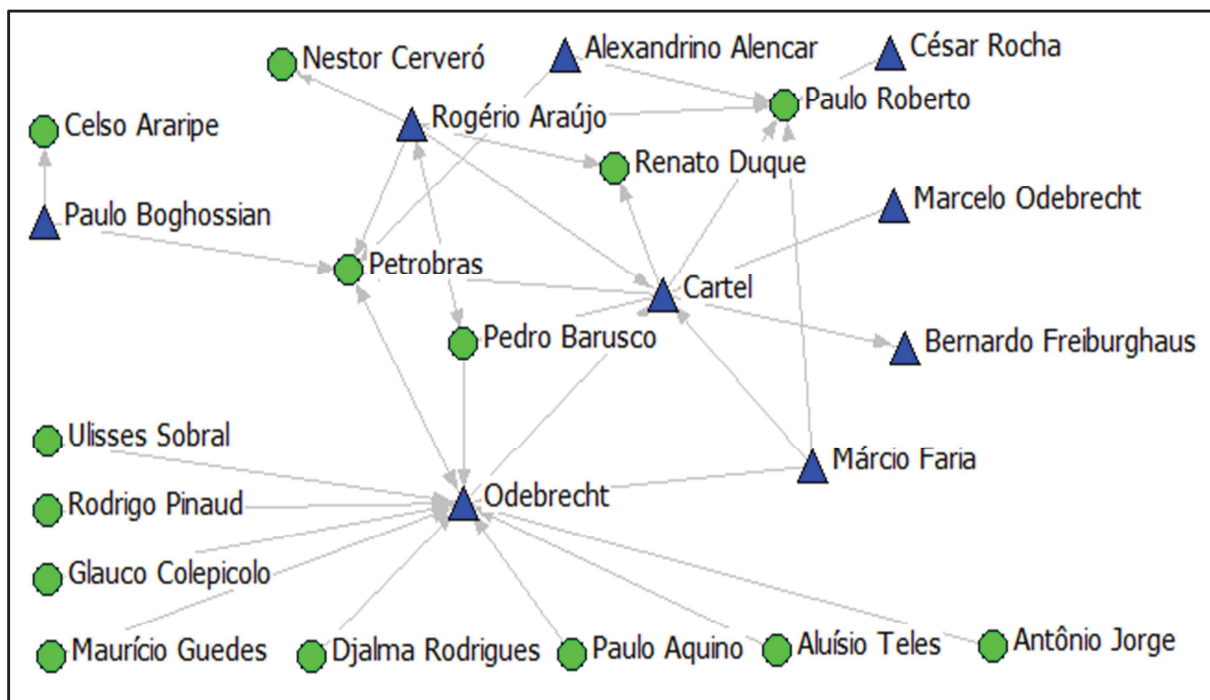 Nestor Cerveró
Alexandrino Alencar
César Rocha
Celso Araripe
Rogério Araújo
Paulo Roberto
Renato Duque
Paulo Boghossian
Marcelo Odebrecht
Petrobras
Cartel
Pedro Barusco
Bernardo Freiburghaus
Ulisses Sobral
Márcio Faria
Rodrigo Pinaud
Odebrecht
Glauco Colepicolo
Maurício Guedes
Djalma Rodrigues
Paulo Aquino
Aluísio Teles
Antônio Jorge